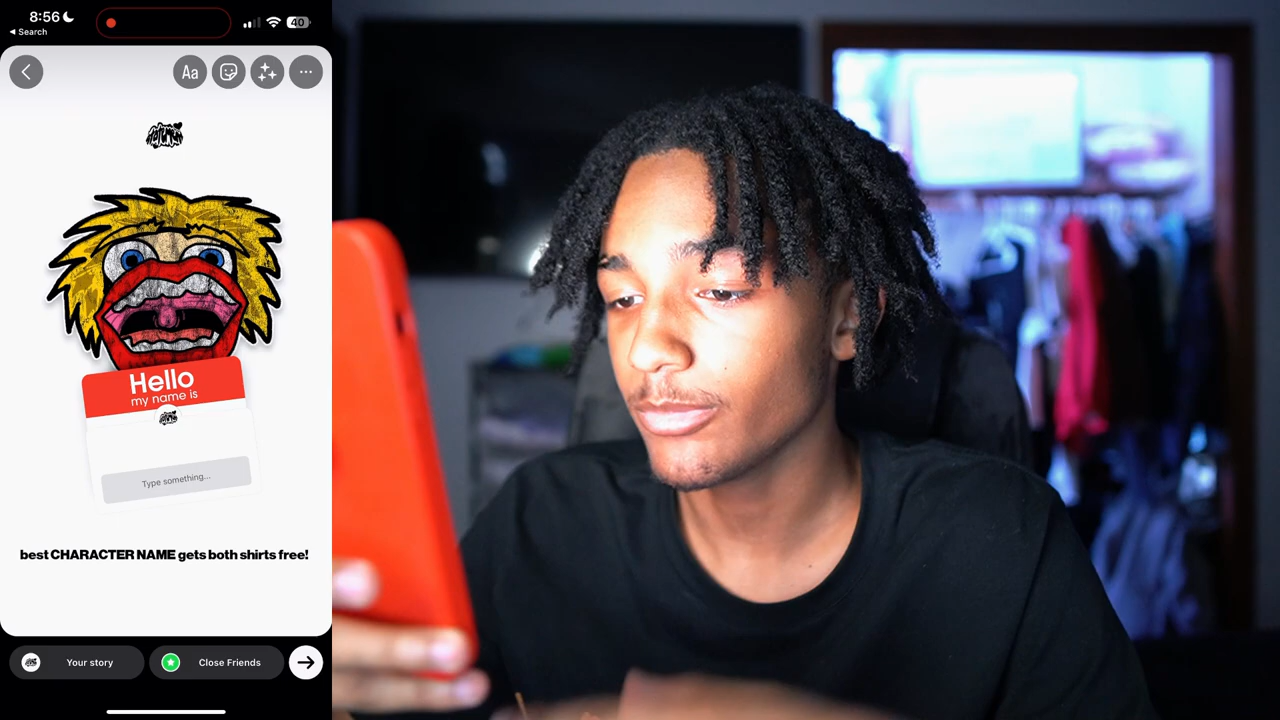 8:56
40
Search
Aa
Hello
my name is
Type something...
best CHARACTER NAME gets both shirts free!
Your story
Close Friends